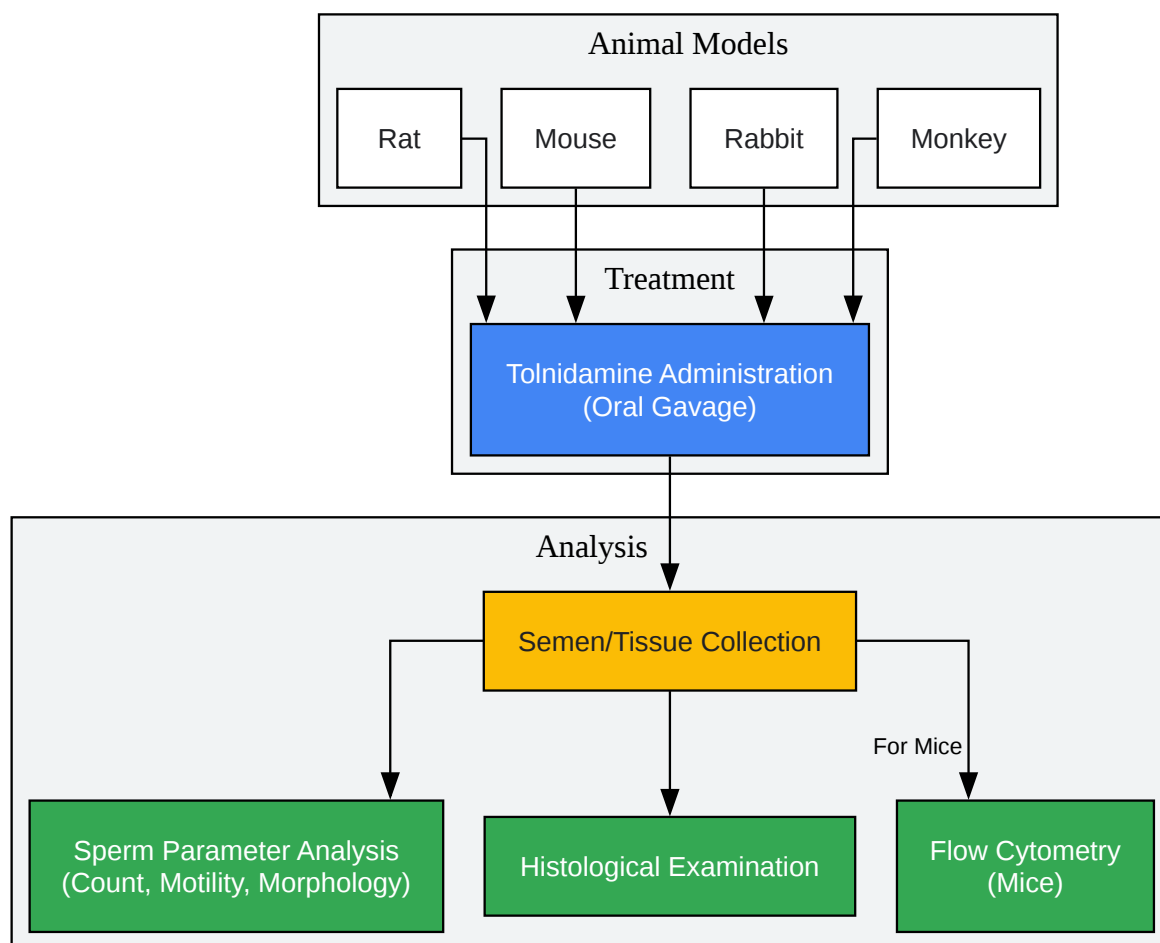 Animal Models
Rat
Mouse
Rabbit
Monkey
Treatment
Tolnidamine Administration
(Oral Gavage)
Analysis
Semen/Tissue Collection
For Mice
Sperm Parameter Analysis
(Count, Motility, Morphology)
Histological Examination
Flow Cytometry
(Mice)